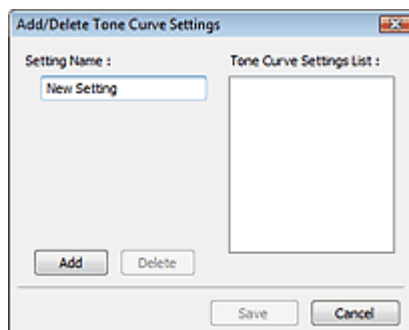 Add/Delete Tone Curve Settings
Setting Name :
Tone Curve Settings List :
New Setting
Add
Delete
Save
Cancel